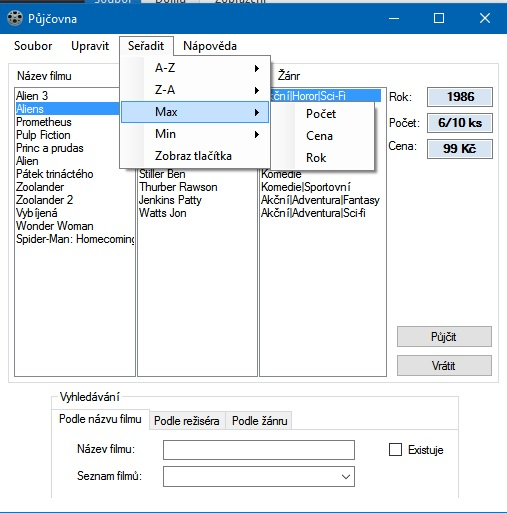 Půjčovna
Soubor Upravit Seřadit Nápověda
A-Z
Z-A
Max
Min
Zobraz tlačítka
Počet
Cena
Rok
Název filmu
Alien 3
Aliens
Prometheus
Pulp Fiction
Princ a prudas
Alien
Pátek trináctého
Zoolander
Zoolander 2
Vybíjená
Wonder Woman
Spider-Man: Homecoming
Stiller Ben
Thurber Rawson
Jenkins Patty
Watts Jon
Žánr
kční|Horor|Sci-Fi
Komedie
Komedie|Sportovní
Akční|Adventura|Fantasy
Akční|Adventura|Sci-fi
Rok: 1986
Počet: 6/10 ks
Cena: 99 Kč
Půjčit
Vrátit
Vyhledávání
Podle názvu filmu Podle režiséra Podle žánru
Název filmu: Existuje
Seznam filmů: